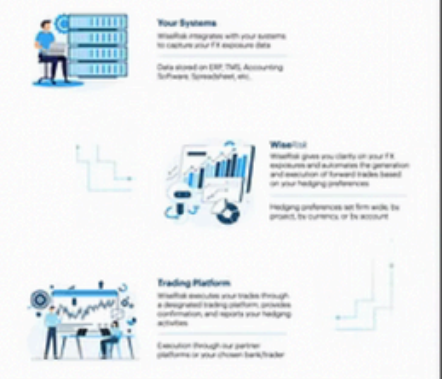 Your Systems
WiseRisk integrates with your systems
to capture your FX exposure data
Data stored on ERP, TMS, Accounting
Software, Spreadsheet, etc.
WiseRisk
WiseRisk gives you clarity on your FX
exposures and automates the generation
and execution of forward trades based
on your hedging preferences
Hedging preferences set firm wide, by
project, by currency, or by account
Trading Platform
WiseRisk executes your trades through
a designated trading platform, provides
confirmation, and reports your hedging
activities
Execution through our partner
platforms or your chosen bank/trader